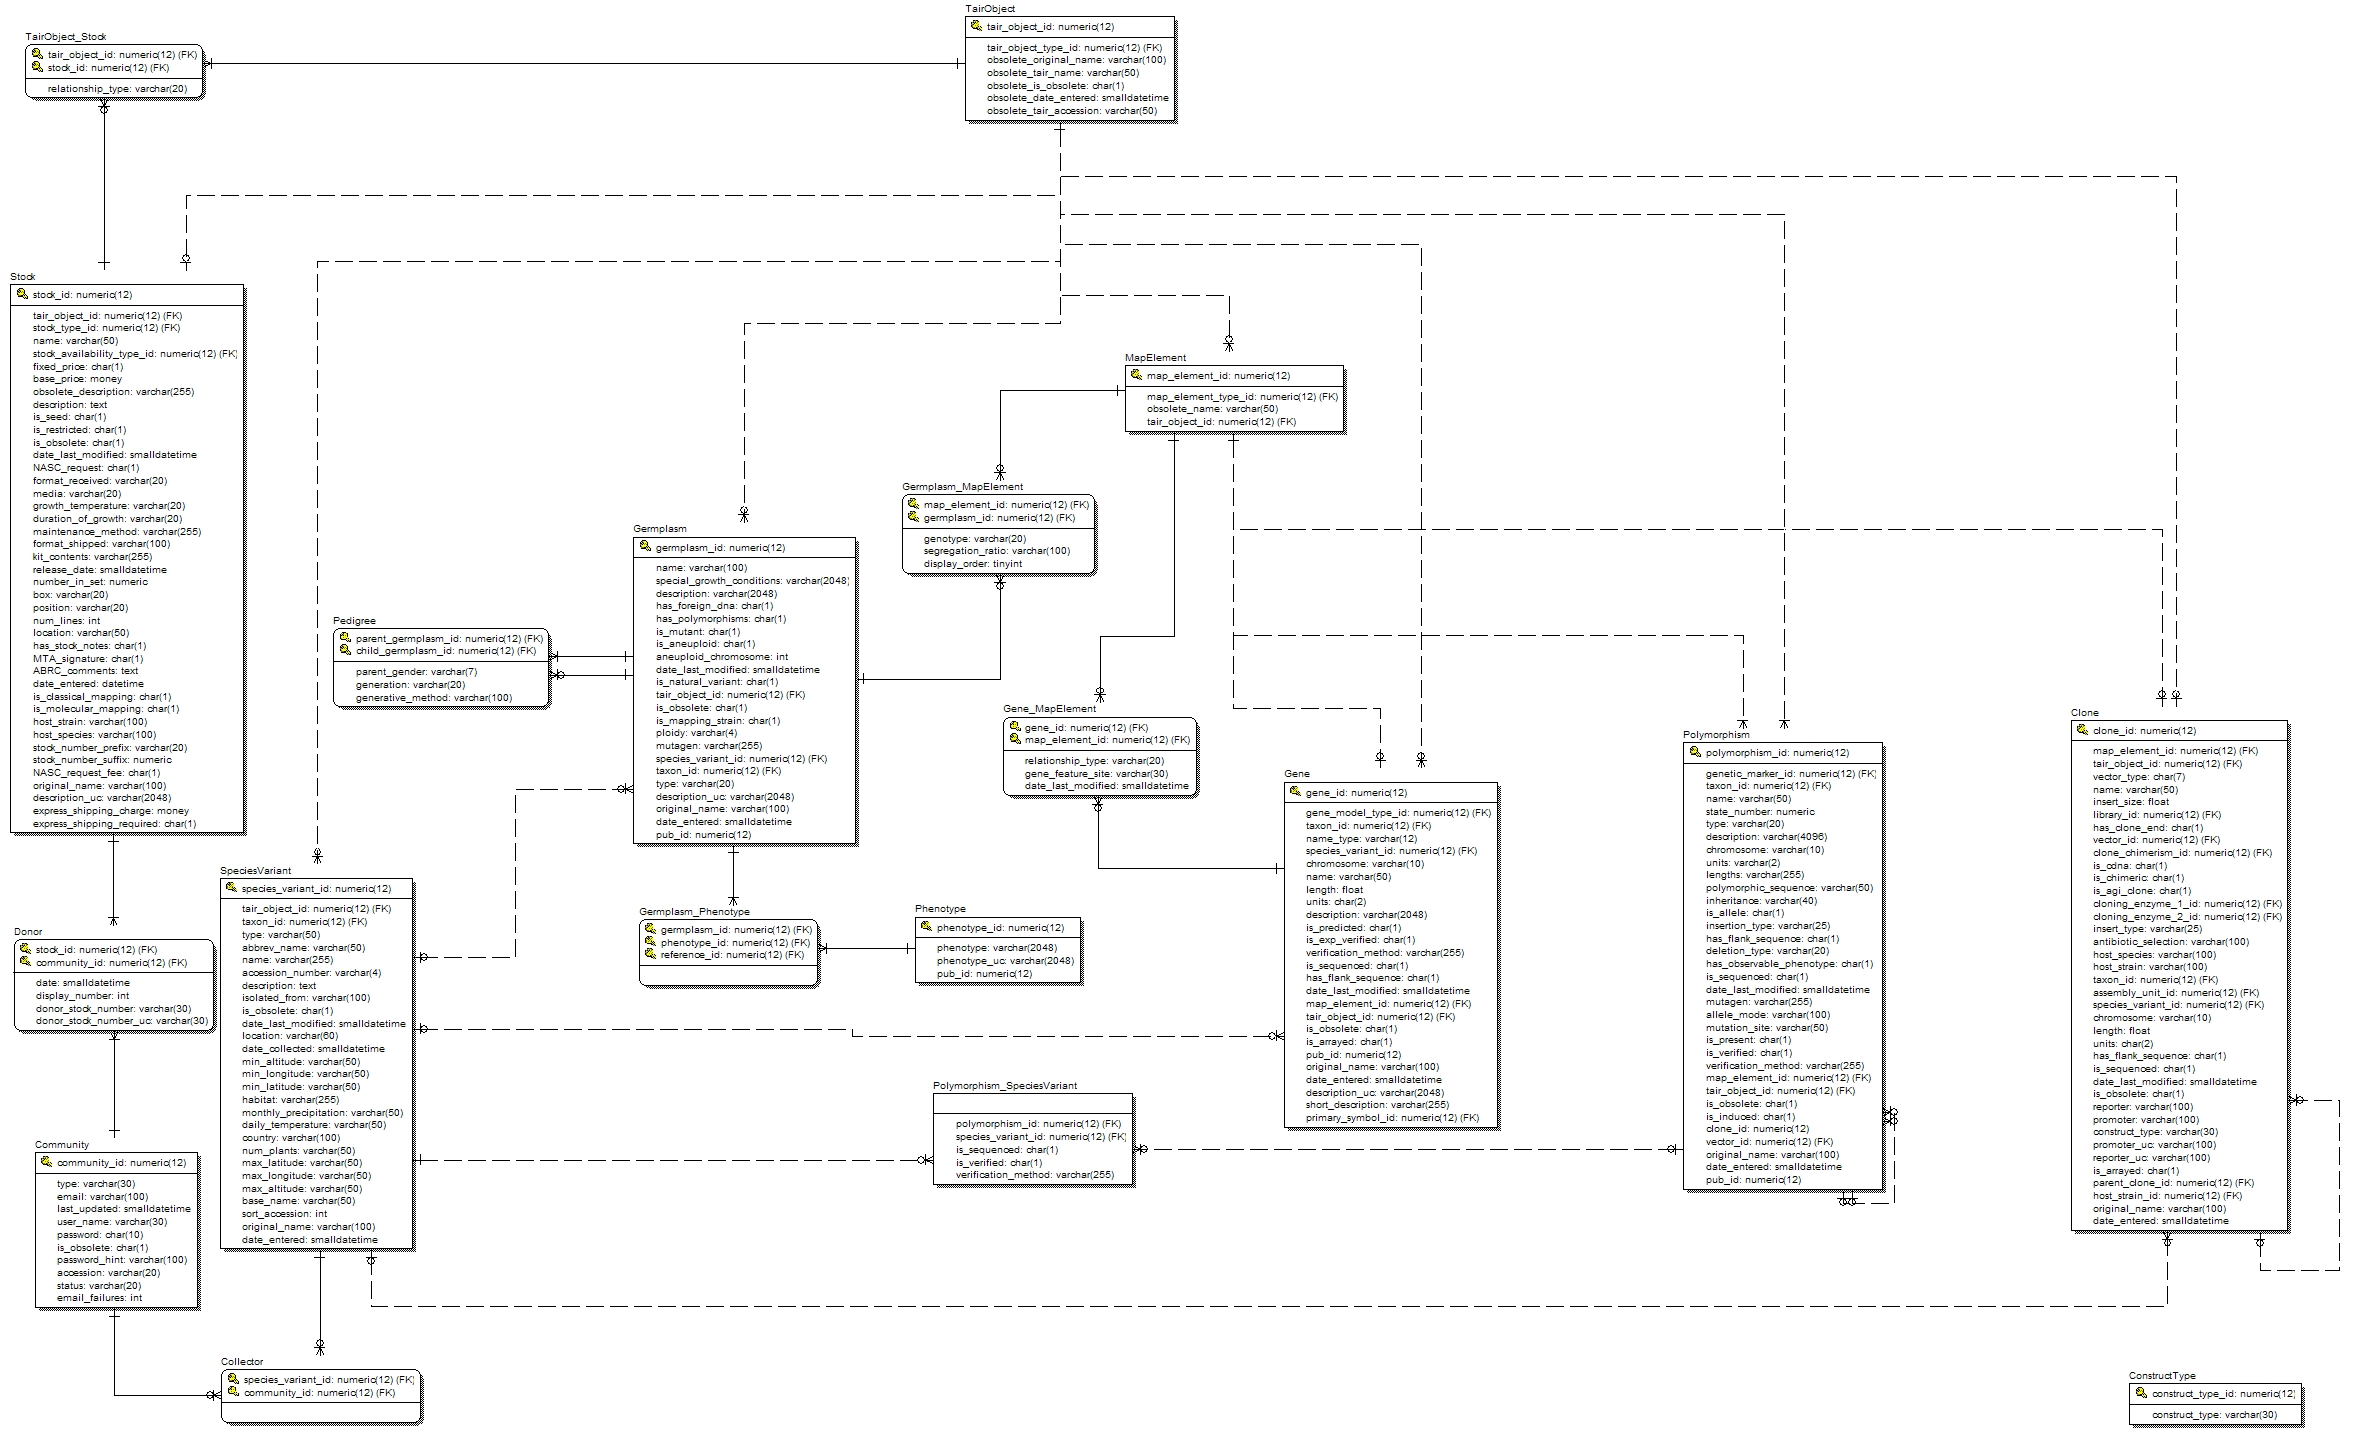 TairObject
tair_object_id: numeric(12)
tair_object_type_id: numeric(12) (FK)
obsolete_original_name: varchar(100)
obsolete_tair_name: varchar(50)
obsolete_is_obsolete: char(1)
obsolete_date_entered: smalldatetime
obsolete_tair_accession: varchar(50)
TairObject_Stock
tair_object_id: numeric(12) (FK)
stock_id: numeric(12) (FK)
relationship_type: varchar(20)
Stock
stock_id: numeric(12)
tair_object_id: numeric(12) (FK)
stock_type_id: numeric(12) (FK)
name: varchar(50)
stock_availability_type_id: numeric(12) (FK)
fixed_price: char(1)
base_price: money
obsolete_description: varchar(255)
description: text
is_seed: char(1)
is_restricted: char(1)
is_obsolete: char(1)
date_last_modified: smalldatetime
NASC_request: char(1)
format_received: varchar(20)
media: varchar(20)
growth_temperature: varchar(20)
duration_of_growth: varchar(20)
maintenance_method: varchar(255)
format_shipped: varchar(100)
kit_contents: varchar(255)
release_date: smalldatetime
number_in_set: numeric
box: varchar(20)
position: varchar(20)
num_lines: int
location: varchar(50)
has_stock_notes: char(1)
MTA_signature: char(1)
ABRC_comments: text
date_entered: datetime
is_classical_mapping: char(1)
is_molecular_mapping: char(1)
host_strain: varchar(100)
host_species: varchar(100)
stock_number_prefix: varchar(20)
stock_number_suffix: numeric
NASC_request_fee: char(1)
original_name: varchar(100)
description_uc: varchar(2048)
express_shipping_charge: money
express_shipping_required: char(1)
MapElement
map_element_id: numeric(12)
map_element_type_id: numeric(12) (FK)
obsolete_name: varchar(50)
tair_object_id: numeric(12) (FK)
Germplasm_MapElement
map_element_id: numeric(12) (FK)
germplasm_id: numeric(12) (FK)
genotype: varchar(20)
segregation_ratio: varchar(100)
display_order: tinyint
Germplasm
germplasm_id: numeric(12)
name: varchar(100)
special_growth_conditions: varchar(2048)
description: varchar(2048)
has_foreign_dna: char(1)
has_polymorphisms: char(1)
is_mutant: char(1)
is_aneuploid: char(1)
aneuploid_chromosome: int
date_last_modified: smalldatetime
is_natural_variant: char(1)
tair_object_id: numeric(12) (FK)
is_obsolete: char(1)
is_mapping_strain: char(1)
ploidy: varchar(4)
mutagen: varchar(255)
species_variant_id: numeric(12) (FK)
taxon_id: numeric(12) (FK)
type: varchar(20)
description_uc: varchar(2048)
original_name: varchar(100)
date_entered: smalldatetime
pub_id: numeric(12)
Pedigree
parent_germplasm_id: numeric(12) (FK)
child_germplasm_id: numeric(12) (FK)
parent_gender: varchar(7)
generation: varchar(20)
generative_method: varchar(100)
Gene_MapElement
gene_id: numeric(12) (FK)
map_element_id: numeric(12) (FK)
relationship_type: varchar(20)
gene_feature_site: varchar(30)
date_last_modified: smalldatetime
Gene
gene_id: numeric(12)
gene_model_type_id: numeric(12) (FK)
taxon_id: numeric(12) (FK)
name_type: varchar(12)
species_variant_id: numeric(12) (FK)
chromosome: varchar(10)
name: varchar(50)
length: float
units: char(2)
description: varchar(2048)
is_predicted: char(1)
is_exp_verified: char(1)
verification_method: varchar(255)
is_sequenced: char(1)
has_flank_sequence: char(1)
date_last_modified: smalldatetime
map_element_id: numeric(12) (FK)
tair_object_id: numeric(12) (FK)
is_obsolete: char(1)
is_arrayed: char(1)
pub_id: numeric(12)
original_name: varchar(100)
date_entered: smalldatetime
description_uc: varchar(2048)
short_description: varchar(255)
primary_symbol_id: numeric(12) (FK)
Polymorphism
polymorphism_id: numeric(12)
genetic_marker_id: numeric(12) (FK)
taxon_id: numeric(12) (FK)
name: varchar(50)
state_number: numeric
type: varchar(20)
description: varchar(4096)
chromosome: varchar(10)
units: varchar(2)
lengths: varchar(255)
polymorphic_sequence: varchar(50)
inheritance: varchar(40)
is_allele: char(1)
insertion_type: varchar(25)
has_flank_sequence: char(1)
deletion_type: varchar(20)
has_observable_phenotype: char(1)
is_sequenced: char(1)
date_last_modified: smalldatetime
mutagen: varchar(255)
allele_mode: varchar(100)
mutation_site: varchar(50)
is_present: char(1)
is_verified: char(1)
verification_method: varchar(255)
map_element_id: numeric(12) (FK)
tair_object_id: numeric(12) (FK)
is_obsolete: char(1)
is_induced: char(1)
clone_id: numeric(12)
vector_id: numeric(12) (FK)
original_name: varchar(100)
date_entered: smalldatetime
pub_id: numeric(12)
Clone
clone_id: numeric(12)
map_element_id: numeric(12) (FK)
tair_object_id: numeric(12) (FK)
vector_type: char(7)
name: varchar(50)
insert_size: float
library_id: numeric(12) (FK)
has_clone_end: char(1)
vector_id: numeric(12) (FK)
clone_chimerism_id: numeric(12) (FK)
is_cdna: char(1)
is_chimeric: char(1)
is_agi_clone: char(1)
cloning_enzyme_1_id: numeric(12) (FK)
cloning_enzyme_2_id: numeric(12) (FK)
insert_type: varchar(25)
antibiotic_selection: varchar(100)
host_species: varchar(100)
host_strain: varchar(100)
taxon_id: numeric(12) (FK)
assembly_unit_id: numeric(12) (FK)
species_variant_id: numeric(12) (FK)
chromosome: varchar(10)
length: float
units: char(2)
has_flank_sequence: char(1)
is_sequenced: char(1)
date_last_modified: smalldatetime
is_obsolete: char(1)
reporter: varchar(100)
promoter: varchar(100)
construct_type: varchar(30)
promoter_uc: varchar(100)
reporter_uc: varchar(100)
is_arrayed: char(1)
parent_clone_id: numeric(12) (FK)
host_strain_id: numeric(12) (FK)
original_name: varchar(100)
date_entered: smalldatetime
SpeciesVariant
species_variant_id: numeric(12)
tair_object_id: numeric(12) (FK)
taxon_id: numeric(12) (FK)
type: varchar(50)
abbrev_name: varchar(50)
name: varchar(255)
accession_number: varchar(4)
description: text
isolated_from: varchar(100)
is_obsolete: char(1)
date_last_modified: smalldatetime
location: varchar(60)
date_collected: smalldatetime
min_altitude: varchar(50)
min_longitude: varchar(50)
min_latitude: varchar(50)
habitat: varchar(255)
monthly_precipitation: varchar(50)
daily_temperature: varchar(50)
country: varchar(100)
num_plants: varchar(50)
max_latitude: varchar(50)
max_longitude: varchar(50)
max_altitude: varchar(50)
base_name: varchar(50)
sort_accession: int
original_name: varchar(100)
date_entered: smalldatetime
Germplasm_Phenotype
germplasm_id: numeric(12) (FK)
phenotype_id: numeric(12) (FK)
reference_id: numeric(12) (FK)
Phenotype
phenotype_id: numeric(12)
phenotype: varchar(2048)
phenotype_uc: varchar(2048)
pub_id: numeric(12)
Donor
stock_id: numeric(12) (FK)
community_id: numeric(12) (FK)
date: smalldatetime
display_number: int
donor_stock_number: varchar(30)
donor_stock_number_uc: varchar(30)
Polymorphism_SpeciesVariant
polymorphism_id: numeric(12) (FK)
species_variant_id: numeric(12) (FK)
is_sequenced: char(1)
is_verified: char(1)
verification_method: varchar(255)
Community
community_id: numeric(12)
type: varchar(30)
email: varchar(100)
last_updated: smalldatetime
user_name: varchar(30)
password: char(10)
is_obsolete: char(1)
password_hint: varchar(100)
accession: varchar(20)
status: varchar(20)
email_failures: int
Collector
species_variant_id: numeric(12) (FK)
community_id: numeric(12) (FK)
ConstructType
construct_type_id: numeric(12)
construct_type: varchar(30)